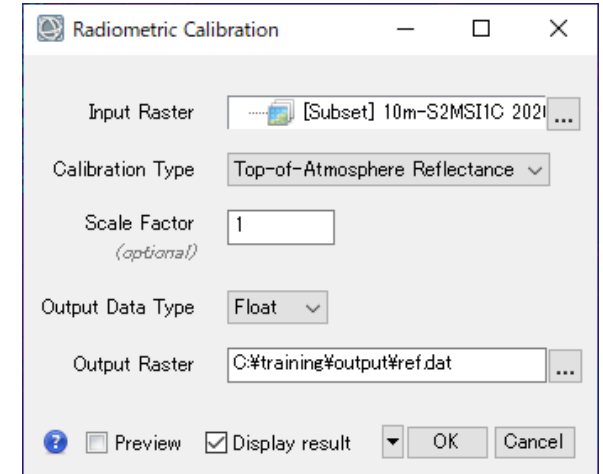 Radiometric Calibration
Input Raster [Subset] 10m-S2MSI1C 202 ...
Calibration Type Top-of-Atmosphere Reflectance
Scale Factor 1
(optional)
Output Data Type Float
Output Raster C:¥training¥output¥ref.dat ...
? Preview Display result OK Cancel